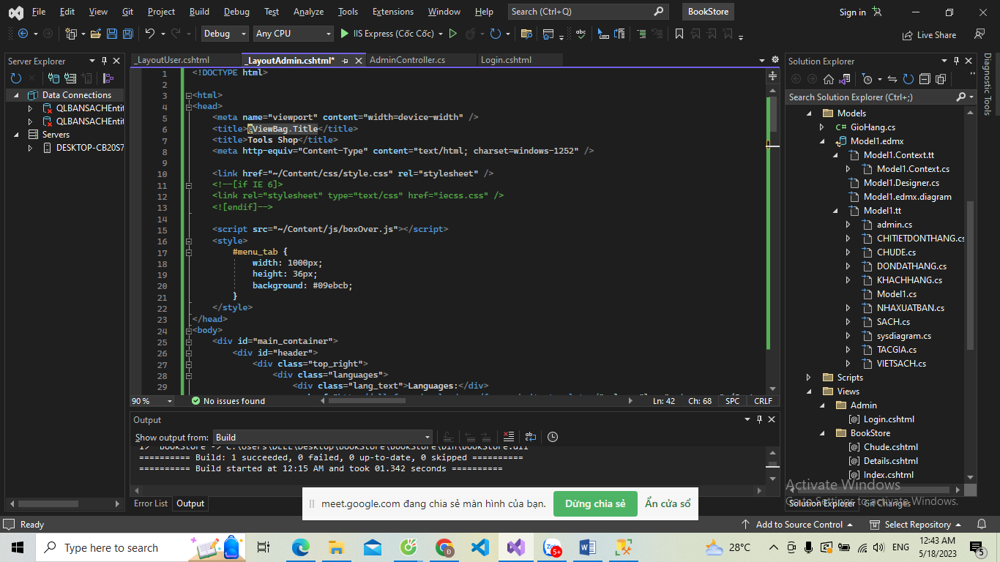 File Edit View Git Project Build Debug Test Analyze Tools Extensions Window Help Search (Ctrl+Q) BookStore Sign in
Debug Any CPU IIS Express (Cốc Cốc) Live Share
Server Explorer
Data Connections
QLBANSACHEntit
QLBANSACHEntit
Servers
DESKTOP-CB20S7
_LayoutUser.cshtml _LayoutAdmin.cshtml* AdminController.cs Login.cshtml
1 <!DOCTYPE html>
2
3 <html>
4 <head>
5 <meta name="viewport" content="width=device-width" />
6 <title>@ViewBag.Title</title>
7 <title>Tools Shop</title>
8 <meta http-equiv="Content-Type" content="text/html; charset=windows-1252" />
9
10 <link href="~/Content/css/style.css" rel="stylesheet" />
11 <!--[if IE 6]>
12 <link rel="stylesheet" type="text/css" href="iecss.css" />
13 <![endif]-->
14
15 <script src="~/Content/js/boxOver.js"></script>
16 <style>
17 #menu_tab {
18 width: 1000px;
19 height: 36px;
20 background: #09ebcb;
21 }
22 </style>
23 </head>
24 <body>
25 <div id="main_container">
26 <div id="header">
27 <div class="top_right">
28 <div class="languages">
29 <div class="lang_text">Languages:</div>
90 % No issues found Ln: 42 Ch: 68 SPC CRLF
Output
Show output from: Build
1> BookStore -> C:\Users\DELL\Desktop\BookStore\BookStore\bin\BookStore.dll
========== Build: 1 succeeded, 0 failed, 0 up-to-date, 0 skipped ==========
========== Build started at 12:15 AM and took 01.342 seconds ==========
Error List Output
Solution Explorer
Search Solution Explorer (Ctrl+;)
Models
GioHang.cs
Model1.edmx
Model1.Context.tt
Model1.Context.cs
Model1.Designer.cs
Model1.edmx.diagram
Model1.tt
admin.cs
CHITIETDONTHANG.cs
CHUDE.cs
DONDATHANG.cs
KHACHHANG.cs
Model1.cs
NHAXUATBAN.cs
SACH.cs
sysdiagram.cs
TACGIA.cs
VIETSACH.cs
Scripts
Views
Admin
Login.cshtml
BookStore
Chude.cshtml
Details.cshtml
Index.cshtml
Solution Explorer Git Changes
Diagnostic Tools
Activate Windows
Go to Settings to activate Windows.
meet.google.com đang chia sẻ màn hình của bạn. Dừng chia sẻ Ẩn cửa sổ
Ready Add to Source Control Select Repository
Type here to search 5+ 28°C ENG 12:43 AM
5/18/2023 5